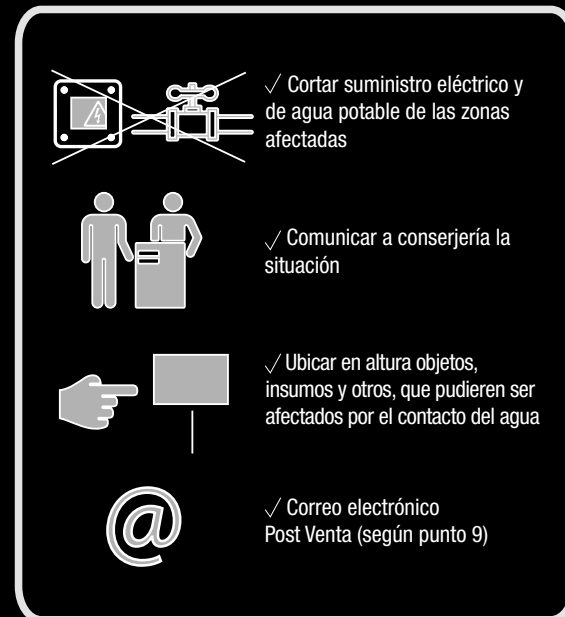 √ Cortar suministro eléctrico y
de agua potable de las zonas
afectadas
√ Comunicar a conserjería la
situación
√ Ubicar en altura objetos,
insumos y otros, que pudieren ser
afectados por el contacto del agua
@
√ Correo electrónico
Post Venta (según punto 9)